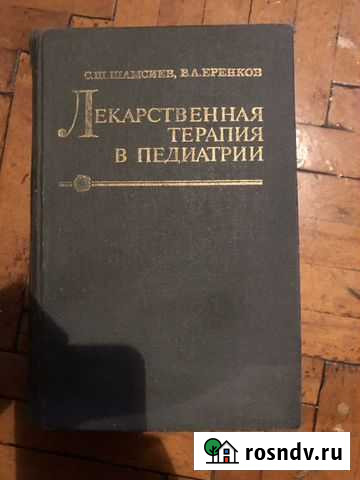 С.Ш.ШАМСИЕВ, В.А.ЕРЕНКОВ
ЛЕКАРСТВЕННАЯ
ТЕРАПИЯ
В ПЕДИАТРИИ
rosndv.ru